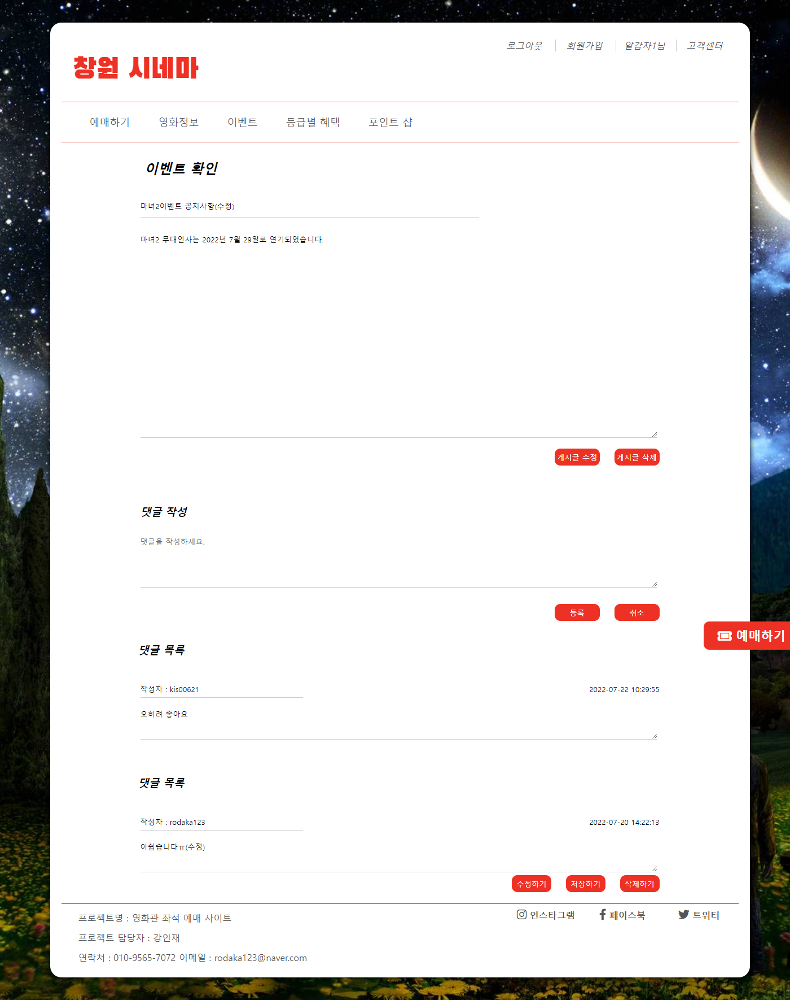 로그아웃 회원가입 알감자1님 고객센터
창원 시네마
예매하기 영화정보 이벤트 등급별 혜택 포인트 샵
이벤트 확인
마녀2이벤트 공지사항(수정)
마녀2 무대인사는 2022년 7월 29일로 연기되었습니다.
게시글 수정 게시글 삭제
댓글 작성
댓글을 작성하세요.
등록 취소
예매하기
댓글 목록
작성자 : kis00621 2022-07-22 10:29:55
오히려 좋아요
댓글 목록
작성자 : rodaka123 2022-07-20 14:22:13
아쉽습니다ㅠ(수정)
수정하기 저장하기 삭제하기
프로젝트명 : 영화관 좌석 예매 사이트 인스타그램 페이스북 트위터
프로젝트 담당자 : 강인재
연락처 : 010-9565-7072 이메일 : rodaka123@naver.com